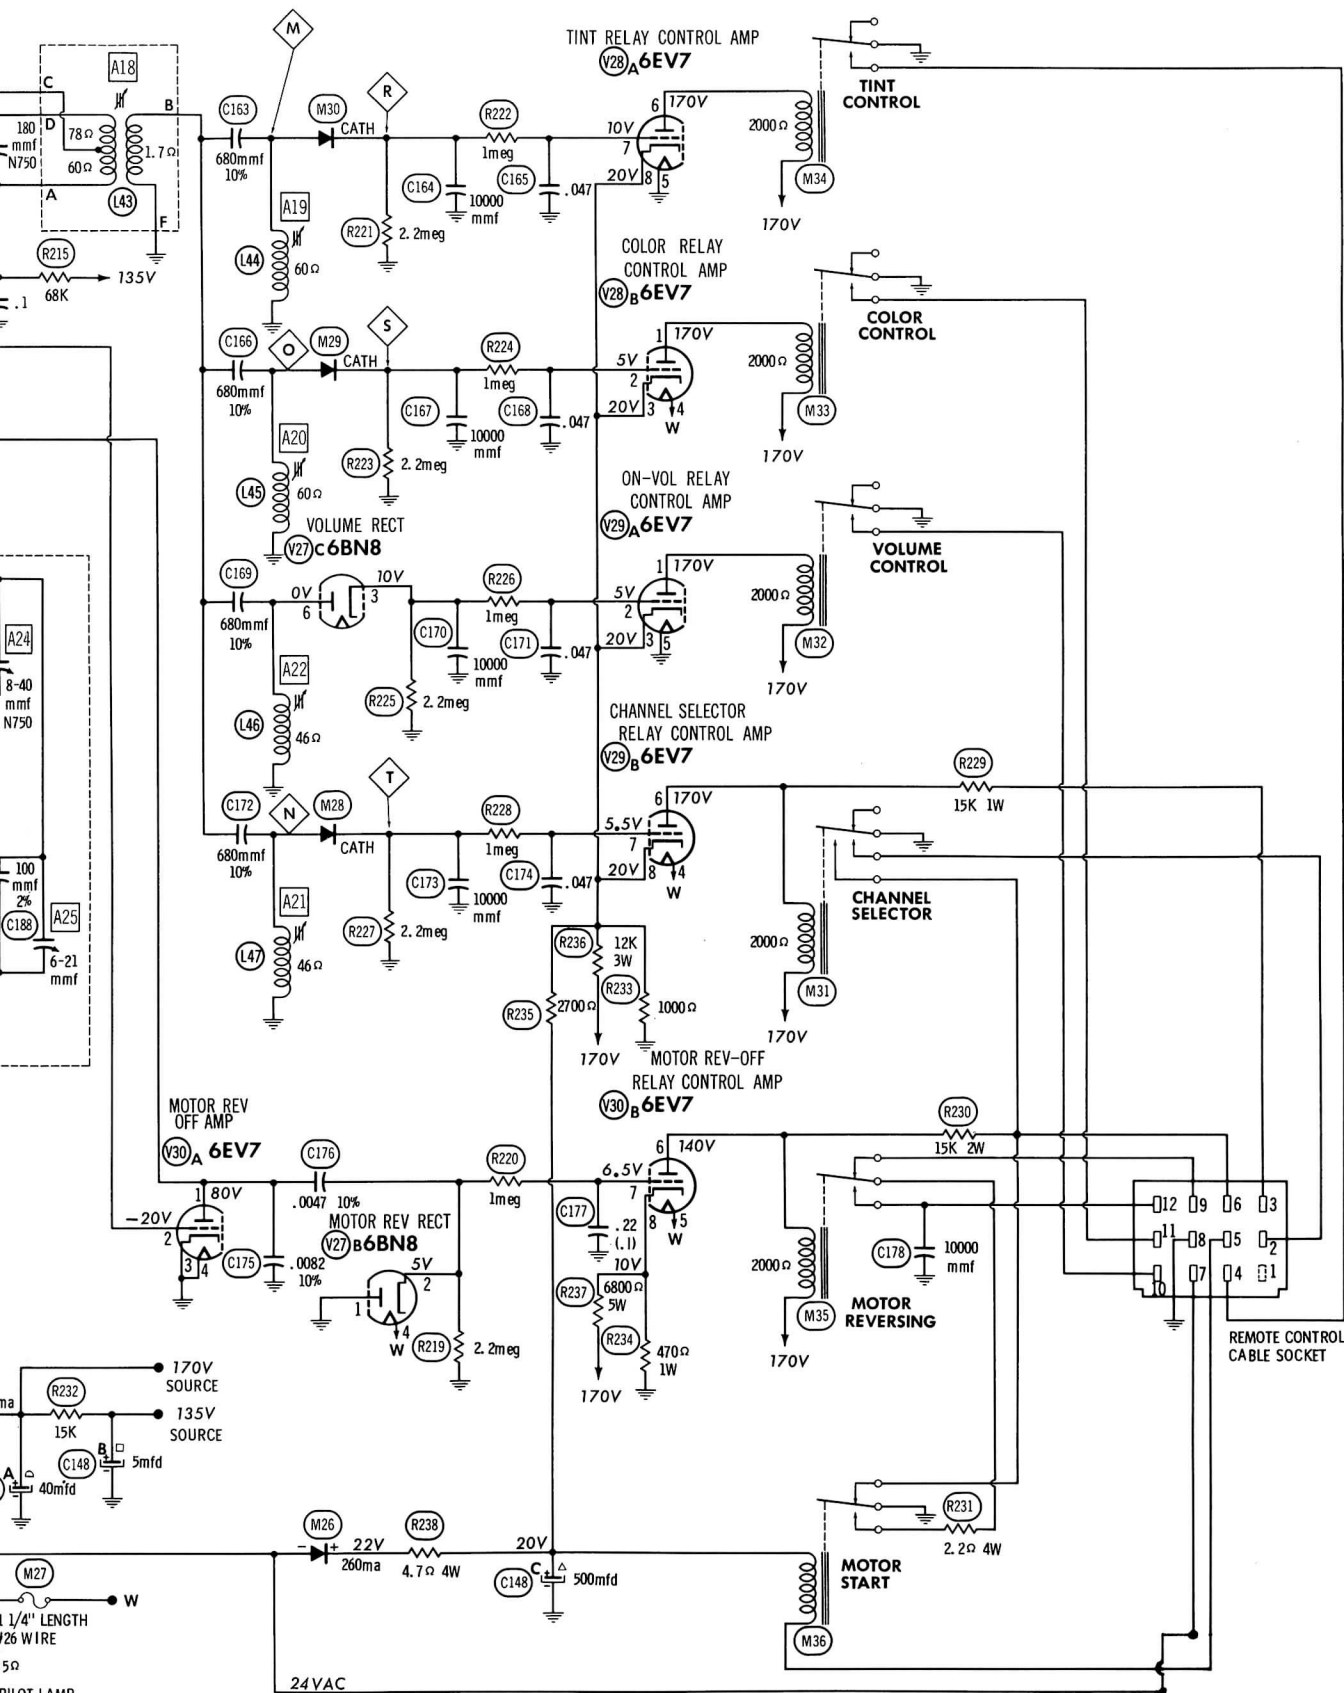 M
TINT RELAY CONTROL AMP
V28 A 6EV7
TINT
CONTROL
A18
C
D
B
180
mmf
N750
78Ω
60Ω
1.7Ω
A
L43
F
C163
680mmf
10%
M30
CATH
R
R222
1meg
C164
10000
mmf
C165
.047
10V
7
6
170V
20V
8
5
2000Ω
M34
170V
A19
L44
60Ω
R221
2.2meg
R215
68K
135V
.1
COLOR RELAY
CONTROL AMP
V28 B 6EV7
COLOR
CONTROL
C166
680mmf
10%
O
M29
CATH
S
R224
1meg
C167
10000
mmf
C168
.047
5V
2
1
170V
20V
3
4
W
2000Ω
M33
170V
A20
L45
60Ω
R223
2.2meg
ON-VOL RELAY
CONTROL AMP
V29 A 6EV7
VOLUME
CONTROL
VOLUME RECT
V27 C 6BN8
C169
680mmf
10%
0V
6
10V
3
R226
1meg
C170
10000
mmf
C171
.047
5V
2
1
170V
20V
3
5
2000Ω
M32
170V
A24
8-40
mmf
N750
A22
L46
46Ω
R225
2.2meg
CHANNEL SELECTOR
RELAY CONTROL AMP
V29 B 6EV7
R229
15K 1W
CHANNEL
SELECTOR
C172
680mmf
10%
N
M28
CATH
T
R228
1meg
C173
10000
mmf
C174
.047
5.5V
7
6
170V
20V
8
4
W
2000Ω
M31
170V
100
mmf
2%
C188
A25
6-21
mmf
A21
L47
46Ω
R227
2.2meg
R236
12K
3W
R235
2700Ω
R233
1000Ω
170V
MOTOR REV-OFF
RELAY CONTROL AMP
V30 B 6EV7
R230
15K 2W
MOTOR REV
OFF AMP
V30 A 6EV7
1
80V
-20V
2
3
4
C176
.0047 10%
C175
.0082
10%
MOTOR REV RECT
V27 B 6BN8
5V
2
1
4
W
R219
2.2meg
R220
1meg
C177
.22
(.1)
6.5V
7
6
140V
8
5
W
10V
R237
6800Ω
5W
R234
470Ω
1W
170V
2000Ω
M35
170V
MOTOR
REVERSING
C178
10000
mmf
12
9
6
3
11
8
5
2
10
7
4
1
REMOTE CONTROL
CABLE SOCKET
170V
SOURCE
ma
R232
15K
135V
SOURCE
A
40mfd
C148
B
5mfd
M26
-
+
22V
260ma
R238
4.7Ω 4W
20V
C148
C
500mfd
MOTOR
START
R231
2.2Ω 4W
M36
M27
W
1 1/4" LENGTH
#26 WIRE
5Ω
PILOT LAMP
24VAC